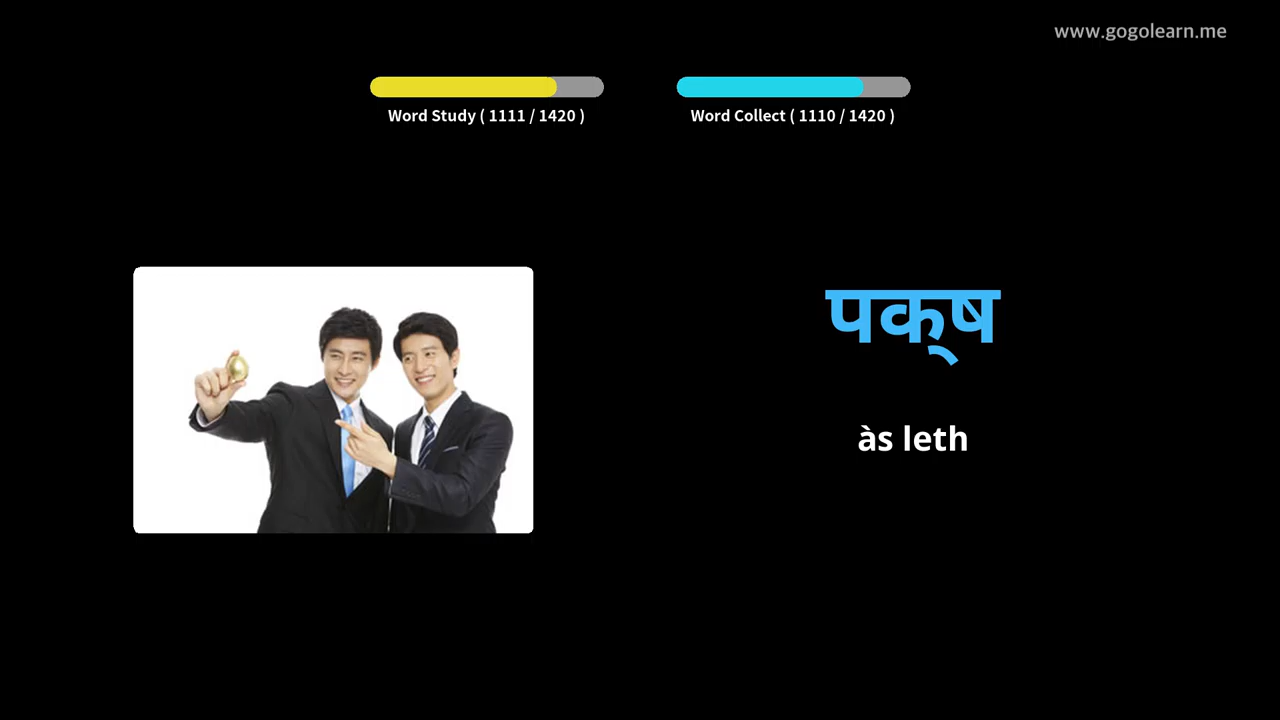 www.gogolearn.me
Word Study ( 1111 / 1420 )
Word Collect ( 1110 / 1420 )
पक्‌ष
às leth